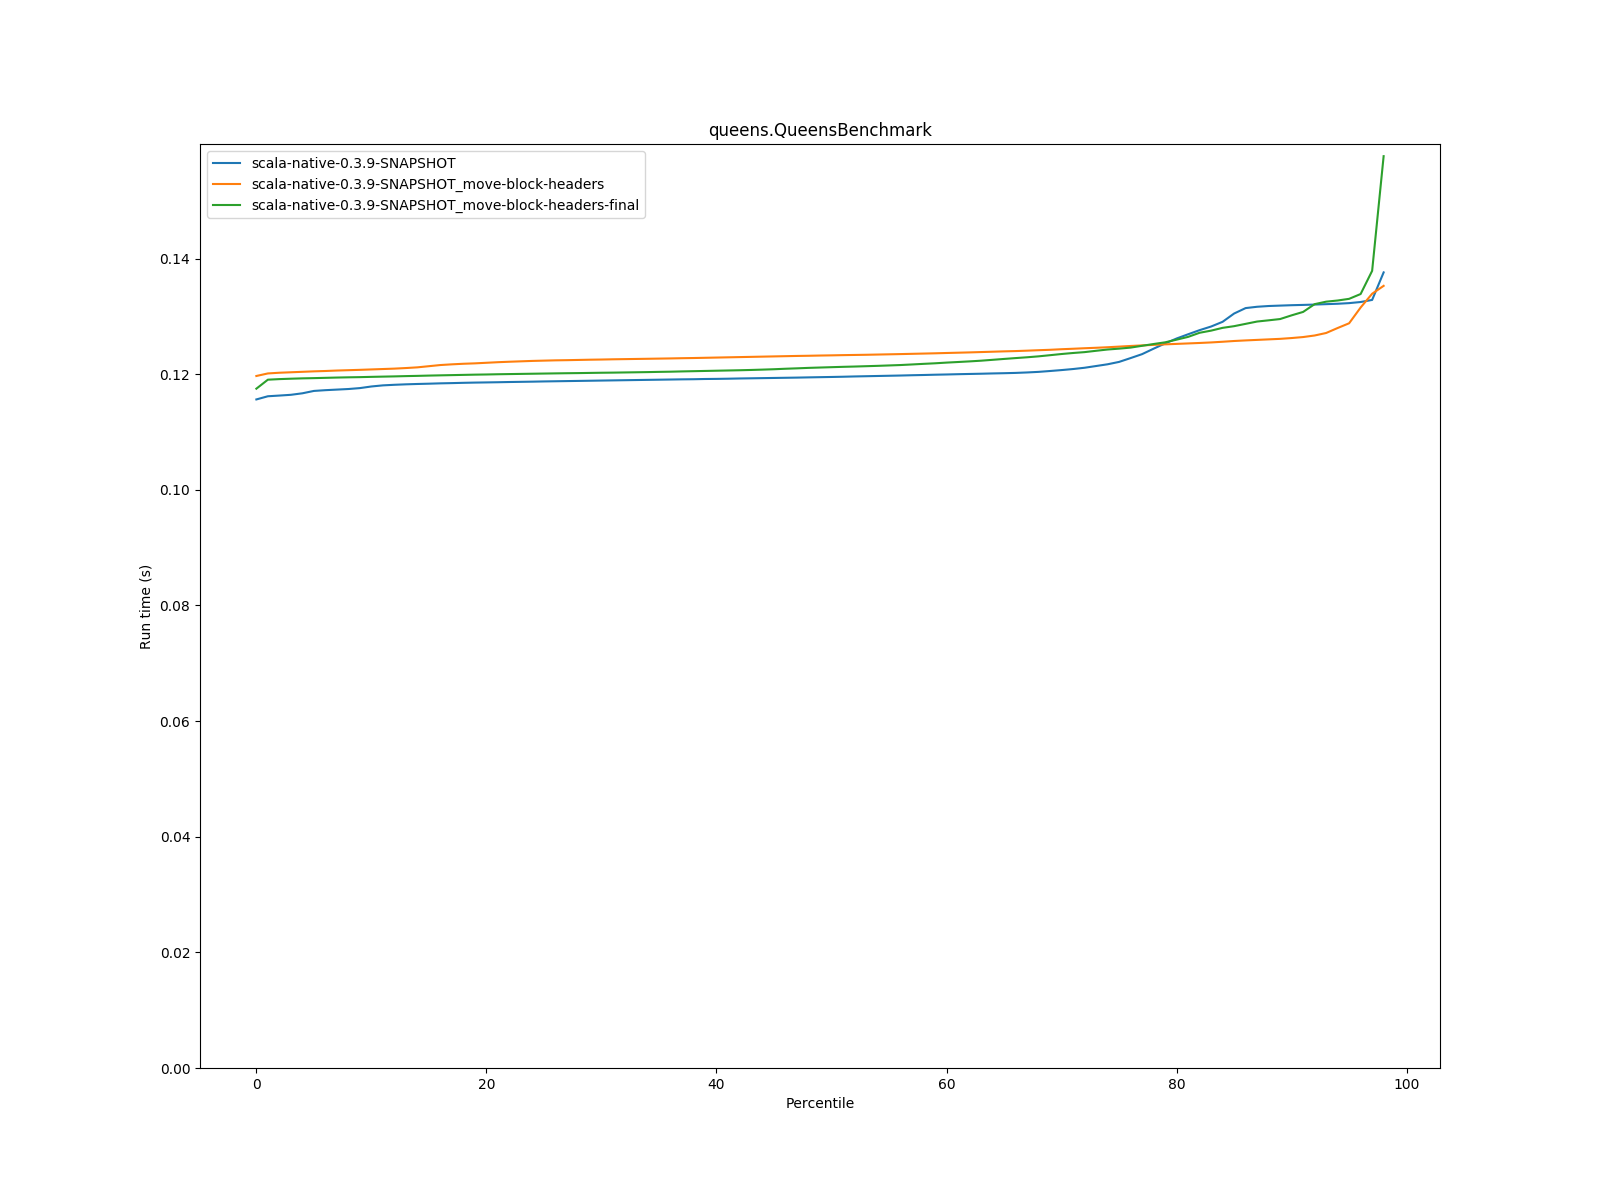 queens.QueensBenchmark
scala-native-0.3.9-SNAPSHOT
scala-native-0.3.9-SNAPSHOT_move-block-headers
scala-native-0.3.9-SNAPSHOT_move-block-headers-final
0.14
0.12
0.10
0.08
0.06
0.04
0.02
0.00
Run time (s)
0 20 40 60 80 100
Percentile